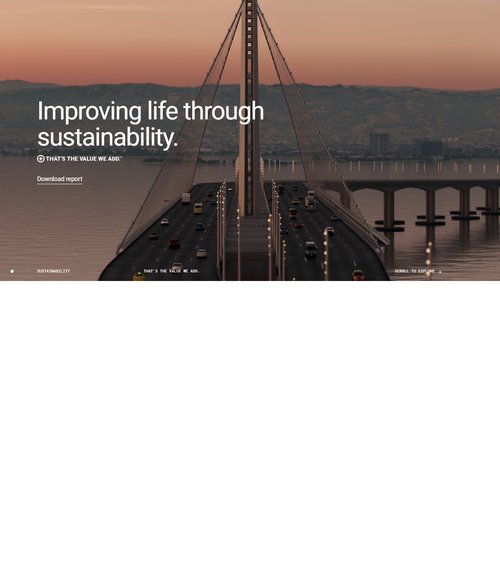 Improving life through
sustainability.
THAT'S THE VALUE WE ADD.™
Download report
SUSTAINABILITY
THAT'S THE VALUE WE ADD.
SCROLL TO EXPLORE